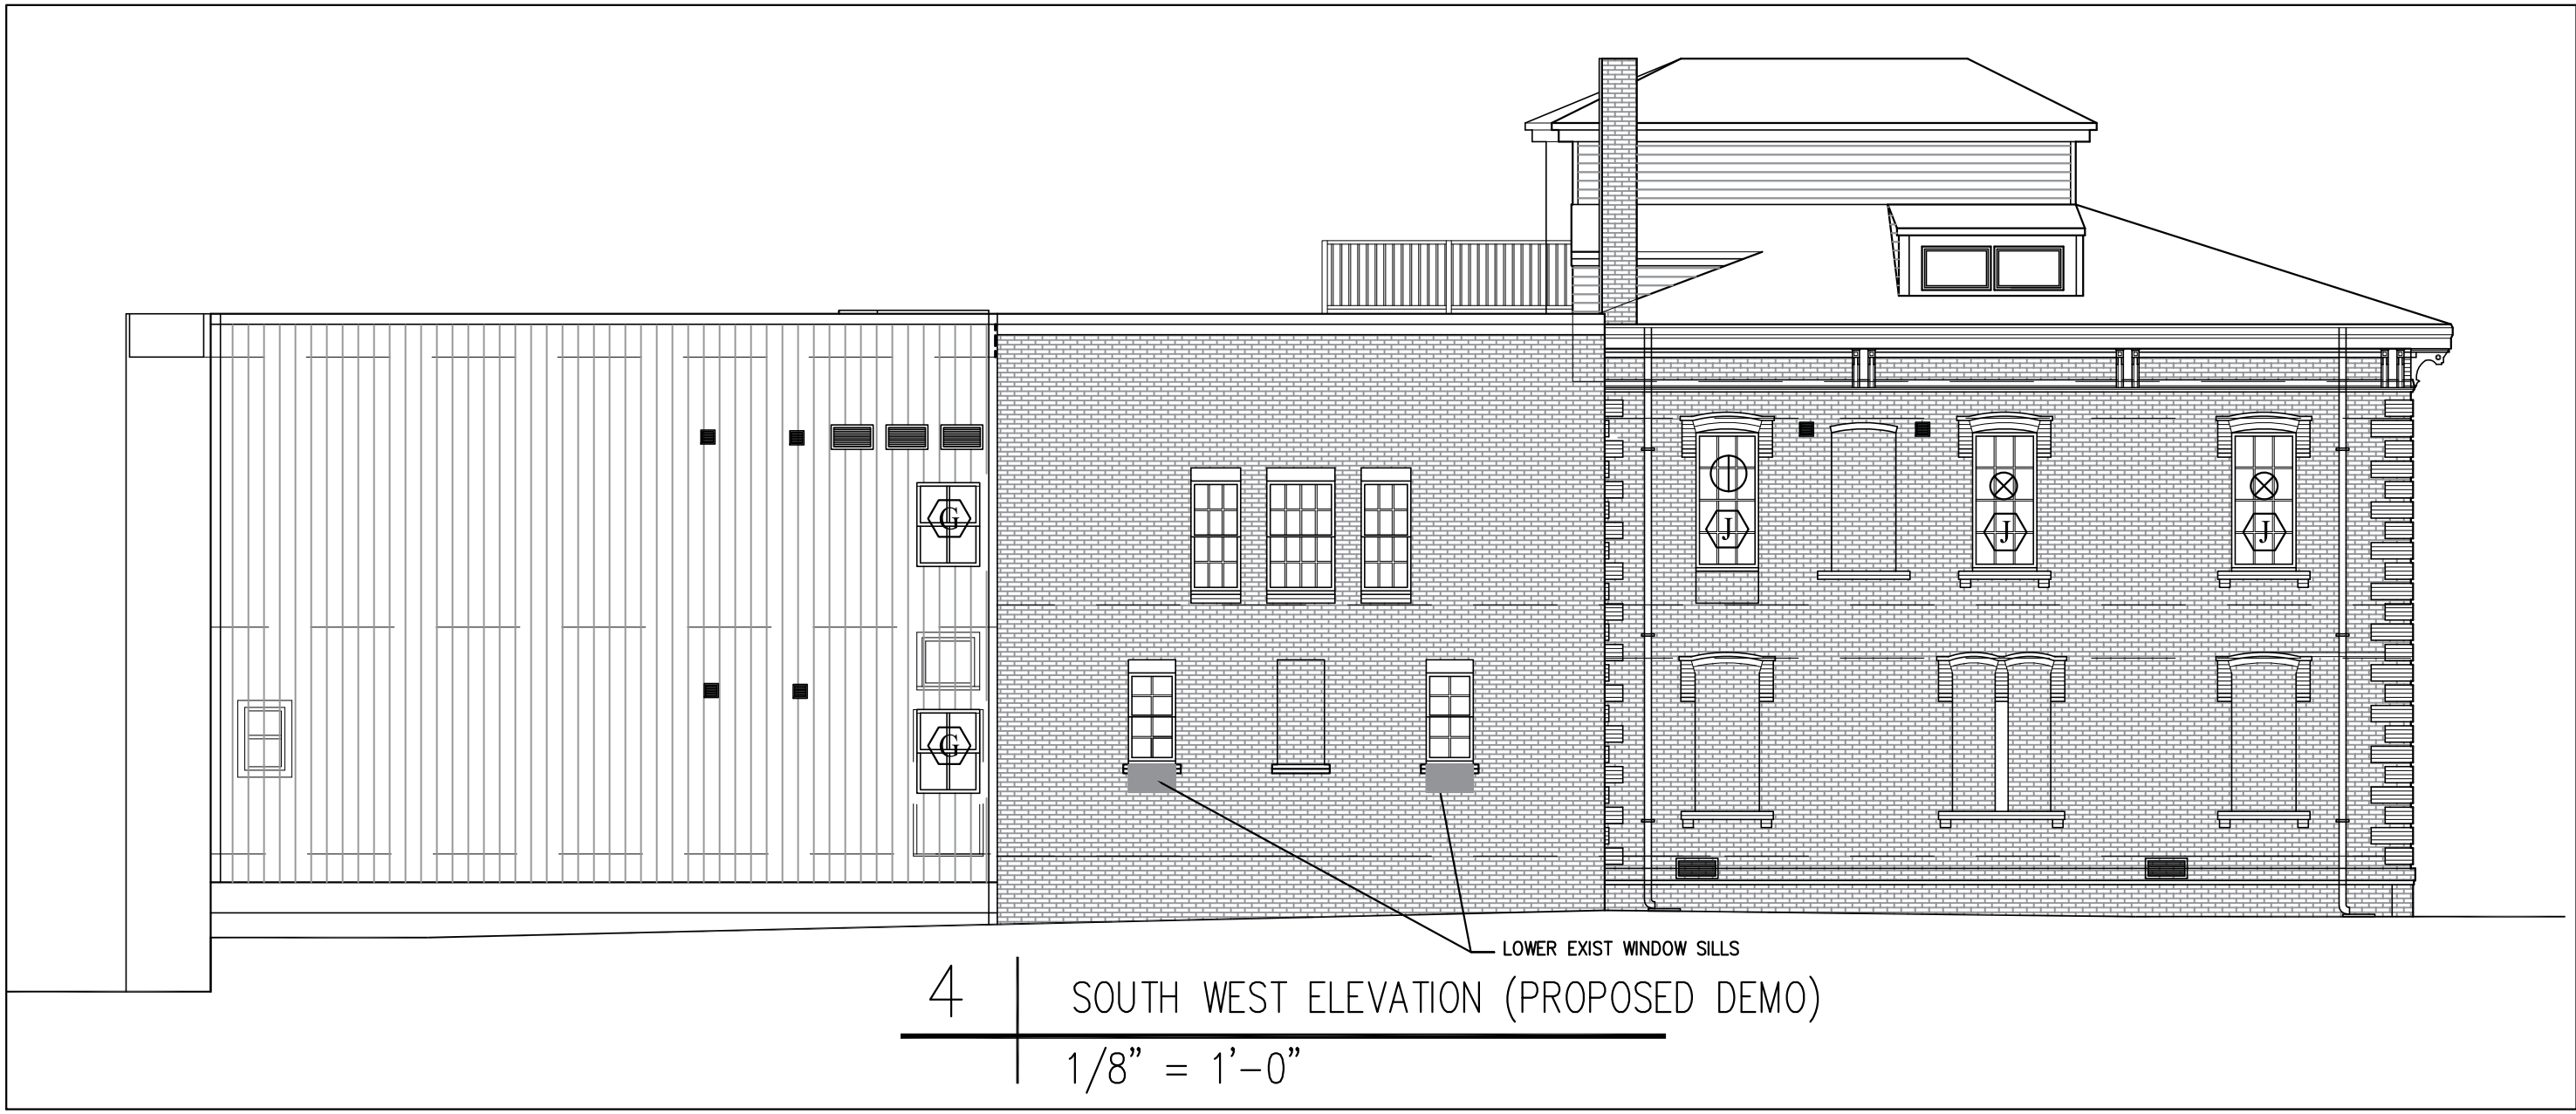 J
J
J
G
G
LOWER EXIST WINDOW SILLS
4
SOUTH WEST ELEVATION (PROPOSED DEMO)
1/8" = 1'-0"